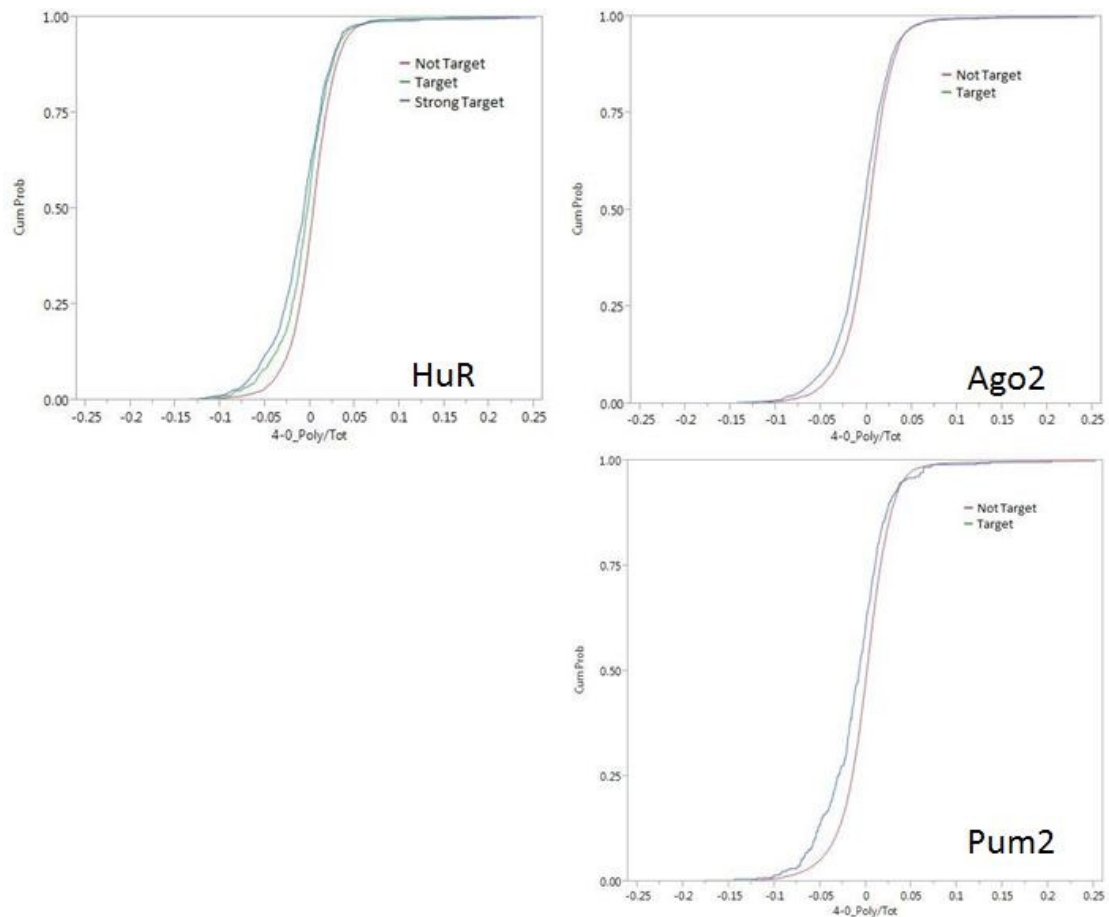 1.00
0.75
0.50
0.25
0.00
Cum Prob
Not Target
Target
Strong Target
HuR
-0.25 -0.2 -0.15 -0.1 -0.05 0 0.05 0.1 0.15 0.2 0.25
4-0_Poly/Tot
1.00
0.75
0.50
0.25
0.00
Cum Prob
Not Target
Target
Ago2
-0.25 -0.2 -0.15 -0.1 -0.05 0 0.05 0.1 0.15 0.2 0.25
4-0_Poly/Tot
1.00
0.75
0.50
0.25
0.00
Cum Prob
Not Target
Target
Pum2
-0.25 -0.2 -0.15 -0.1 -0.05 0 0.05 0.1 0.15 0.2 0.25
4-0_Poly/Tot